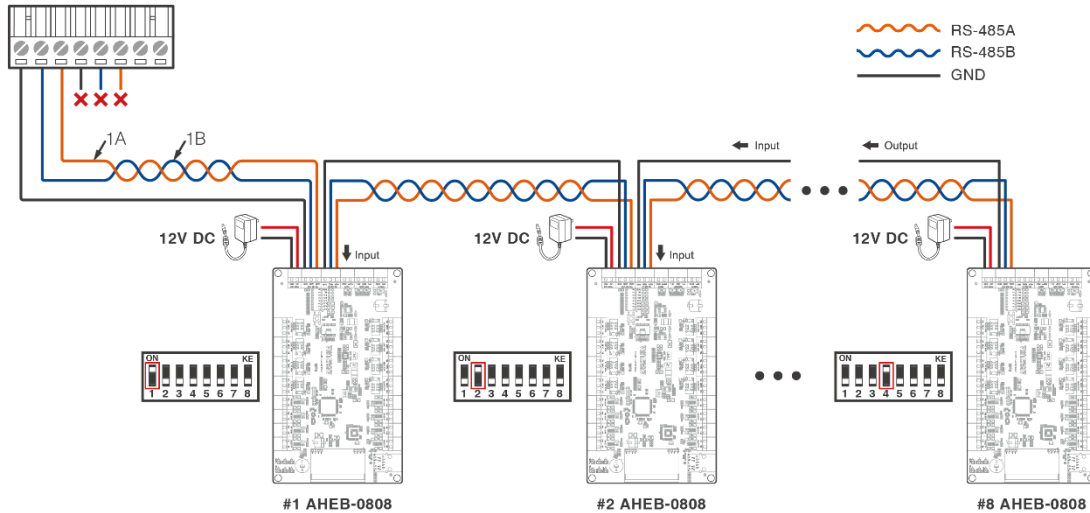 RS-485A
RS-485B
GND
1A
1B
Input
Output
12V DC
Input
12V DC
Input
12V DC
ON KE
1 2 3 4 5 6 7 8
ON KE
1 2 3 4 5 6 7 8
ON KE
1 2 3 4 5 6 7 8
#1 AHEB-0808
#2 AHEB-0808
#8 AHEB-0808